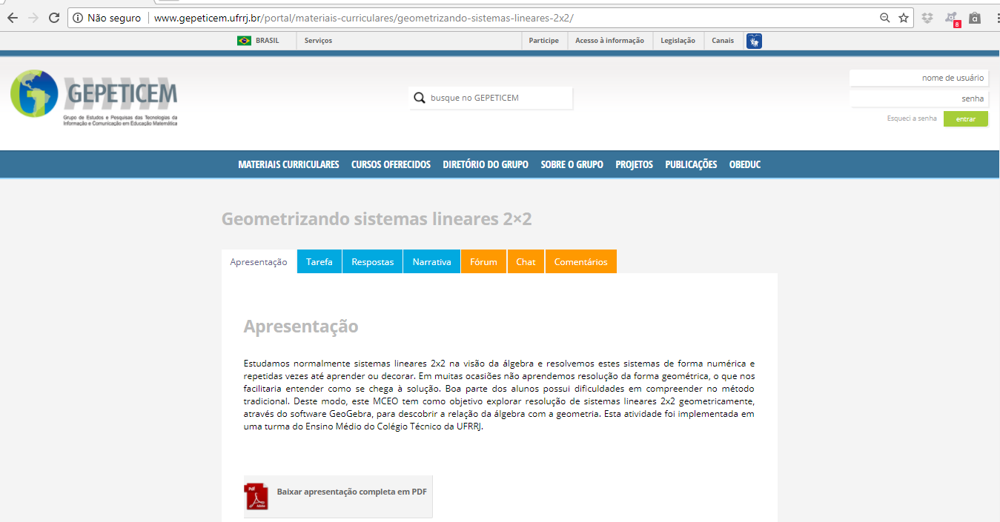 Não seguro
www.gepeticem.ufrrj.br/portal/materiais-curriculares/geometrizando-sistemas-lineares-2x2/
8
a
BRASIL
Serviços
Participe
Acesso à informação
Legislação
Canais
GEPETICEM
Grupo de Estudos e Pesquisas das Tecnologias da
Informação e Comunicação em Educação Matemática
busque no GEPETICEM
nome de usuário
senha
Esqueci a senha
entrar
MATERIAIS CURRICULARES CURSOS OFERECIDOS DIRETÓRIO DO GRUPO SOBRE O GRUPO PROJETOS PUBLICAÇÕES OBEDUC
Geometrizando sistemas lineares 2×2
Apresentação Tarefa Respostas Narrativa Fórum Chat Comentários
Apresentação
Estudamos normalmente sistemas lineares 2x2 na visão da álgebra e resolvemos estes sistemas de forma numérica e
repetidas vezes até aprender ou decorar. Em muitas ocasiões não aprendemos resolução da forma geométrica, o que nos
facilitaria entender como se chega à solução. Boa parte dos alunos possui dificuldades em compreender no método
tradicional. Deste modo, este MCEO tem como objetivo explorar resolução de sistemas lineares 2x2 geometricamente,
através do software GeoGebra, para descobrir a relação da álgebra com a geometria. Esta atividade foi implementada em
uma turma do Ensino Médio do Colégio Técnico da UFRRJ.
Pdf
Adobe
Baixar apresentação completa em PDF